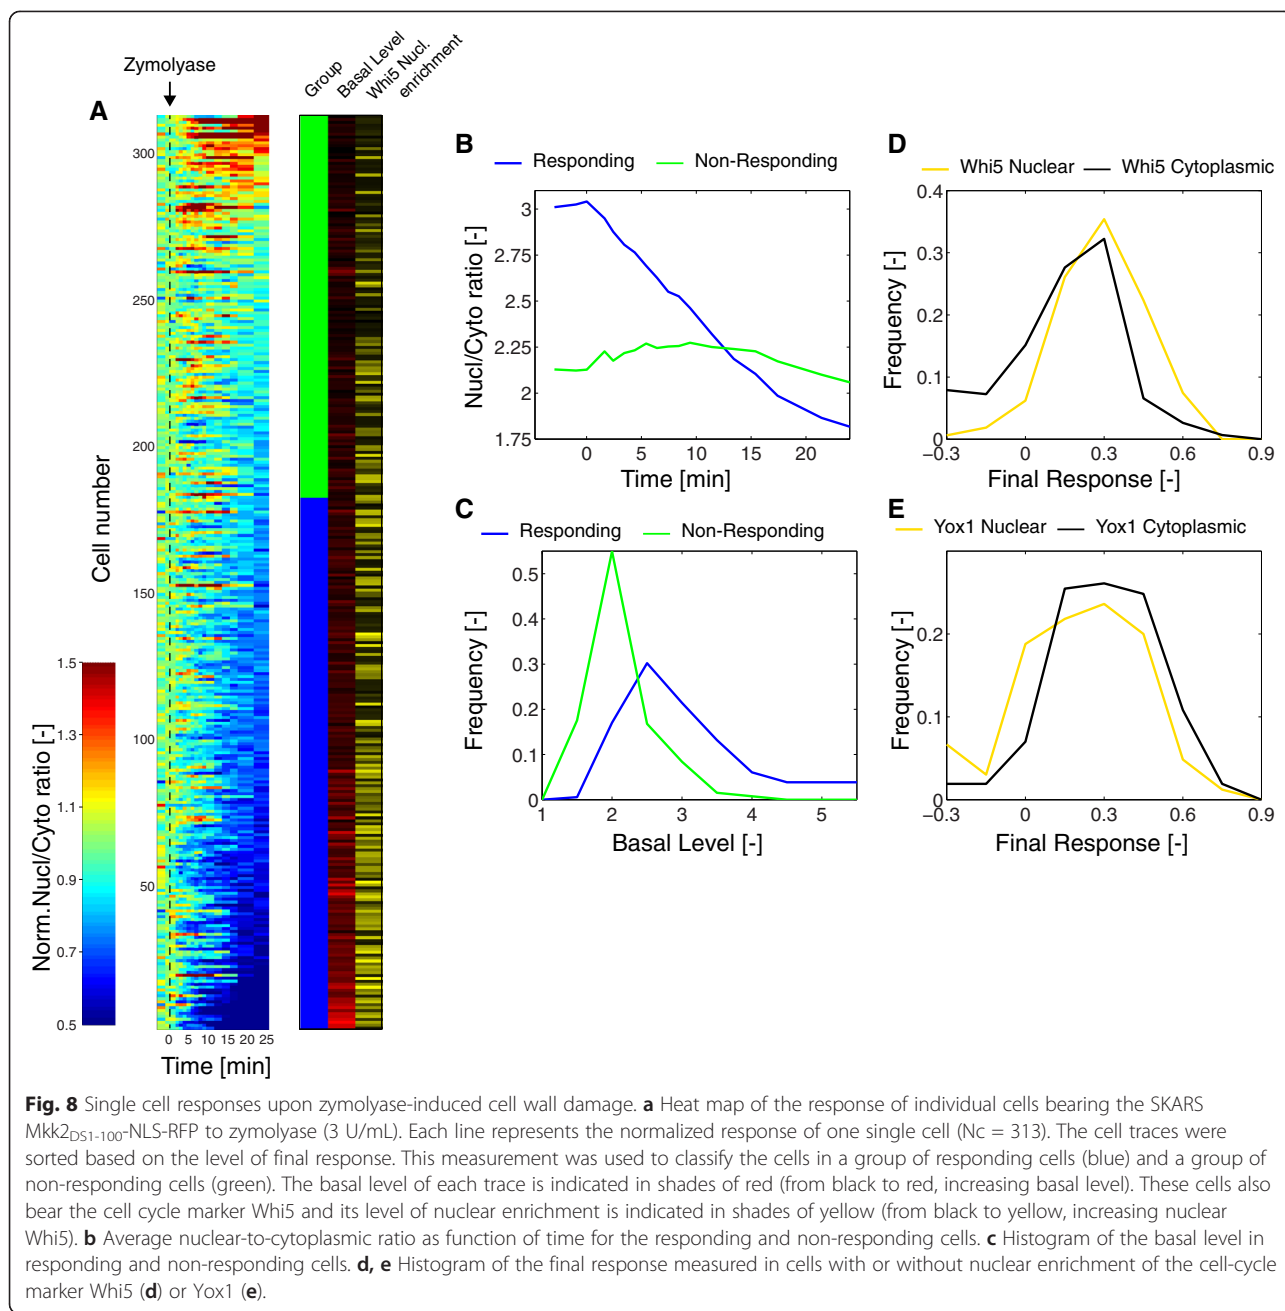 Zymolyase
A
Group
Basal Level
Whi5 Nucl.
enrichment
300
250
200
150
100
50
Cell number
0 5 10 15 20 25
Time [min]
1.5
1.3
1.1
0.9
0.7
0.5
Norm.Nucl/Cyto ratio [-]
B
Responding Non-Responding
3
2.75
2.5
2.25
2
1.75
Nucl/Cyto ratio [-]
0 5 10 15 20
Time [min]
C
Responding Non-Responding
0.5
0.4
0.3
0.2
0.1
0
Frequency [-]
1 2 3 4 5
Basal Level [-]
D
Whi5 Nuclear Whi5 Cytoplasmic
0.4
0.3
0.2
0.1
0
Frequency [-]
−0.3 0 0.3 0.6 0.9
Final Response [-]
E
Yox1 Nuclear Yox1 Cytoplasmic
0.2
0.1
0
Frequency [-]
−0.3 0 0.3 0.6 0.9
Final Response [-]
Fig. 8 Single cell responses upon zymolyase-induced cell wall damage. a Heat map of the response of individual cells bearing the SKARS
Mkk2DS1-100-NLS-RFP to zymolyase (3 U/mL). Each line represents the normalized response of one single cell (Nc = 313). The cell traces were
sorted based on the level of final response. This measurement was used to classify the cells in a group of responding cells (blue) and a group of
non-responding cells (green). The basal level of each trace is indicated in shades of red (from black to red, increasing basal level). These cells also
bear the cell cycle marker Whi5 and its level of nuclear enrichment is indicated in shades of yellow (from black to yellow, increasing nuclear
Whi5). b Average nuclear-to-cytoplasmic ratio as function of time for the responding and non-responding cells. c Histogram of the basal level in
responding and non-responding cells. d, e Histogram of the final response measured in cells with or without nuclear enrichment of the cell-cycle
marker Whi5 (d) or Yox1 (e).